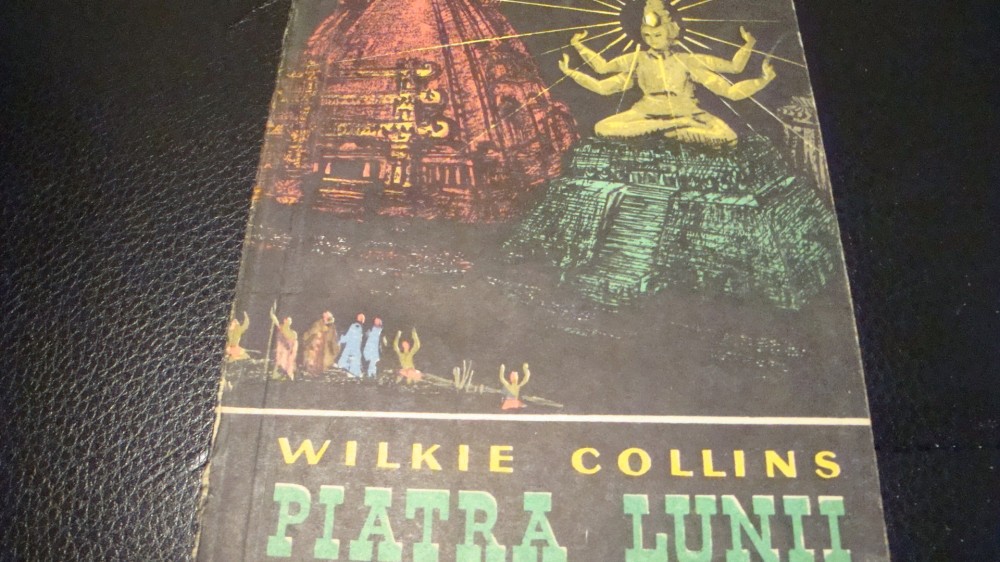 WILKIE COLLINS
PIATRA LUNII